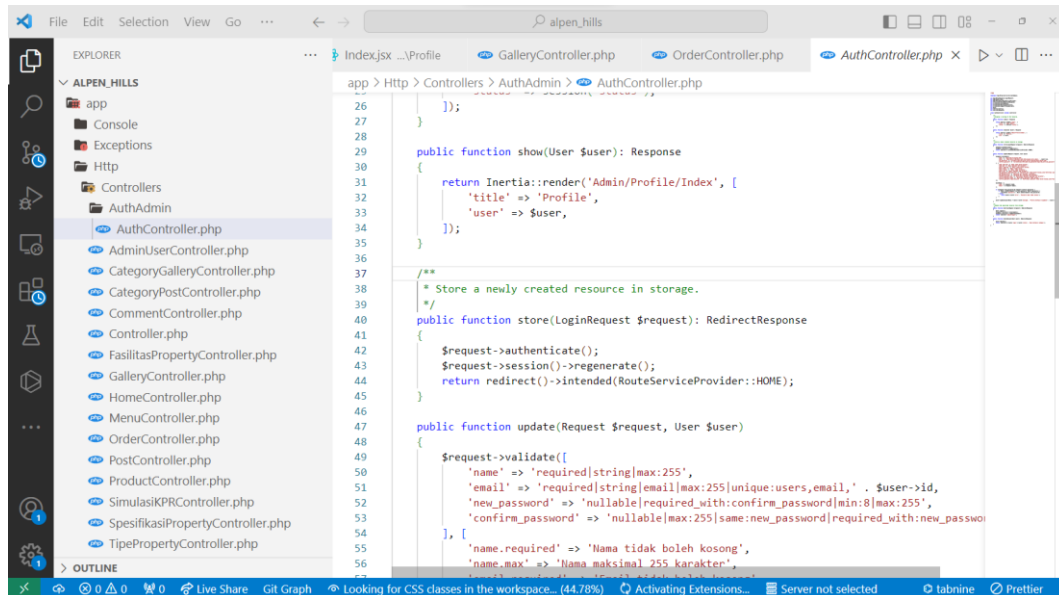 File Edit Selection View Go ... alpen_hills
EXPLORER
ALPEN_HILLS
app
Console
Exceptions
Http
Controllers
AuthAdmin
AuthController.php
AdminUserController.php
CategoryGalleryController.php
CategoryPostController.php
CommentController.php
Controller.php
FasilitasPropertyController.php
GalleryController.php
HomeController.php
MenuController.php
OrderController.php
PostController.php
ProductController.php
SimulasiKPRController.php
SpesifikasiPropertyController.php
TipePropertyController.php
OUTLINE
1
1
Index.jsx ...\Profile GalleryController.php OrderController.php AuthController.php
app > Http > Controllers > AuthAdmin > AuthController.php
26 ]);
27 }
28
29 public function show(User $user): Response
30 {
31 return Inertia::render('Admin/Profile/Index', [
32 'title' => 'Profile',
33 'user' => $user,
34 ]);
35 }
36
37 /**
38 * Store a newly created resource in storage.
39 */
40 public function store(LoginRequest $request): RedirectResponse
41 {
42 $request->authenticate();
43 $request->session()->regenerate();
44 return redirect()->intended(RouteServiceProvider::HOME);
45 }
46
47 public function update(Request $request, User $user)
48 {
49 $request->validate([
50 'name' => 'required|string|max:255',
51 'email' => 'required|string|email|max:255|unique:users,email,' . $user->id,
52 'new_password' => 'nullable|required_with:confirm_password|min:8|max:255',
53 'confirm_password' => 'nullable|max:255|same:new_password|required_with:new_passwo
54 ], [
55 'name.required' => 'Nama tidak boleh kosong',
56 'name.max' => 'Nama maksimal 255 karakter',
0 0 0 Live Share Git Graph Looking for CSS classes in the workspace... (44.78%) Activating Extensions... Server not selected tabnine Prettier